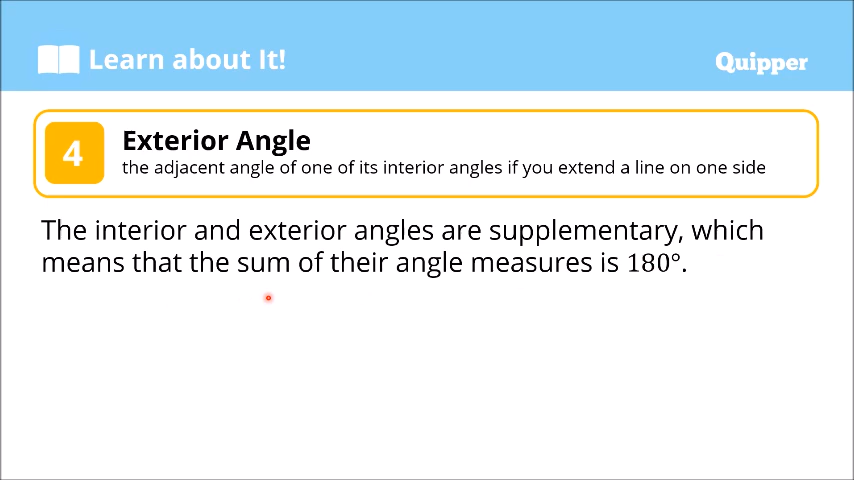 Learn about It!
Quipper
4
Exterior Angle
the adjacent angle of one of its interior angles if you extend a line on one side
The interior and exterior angles are supplementary, which
means that the sum of their angle measures is 180°.